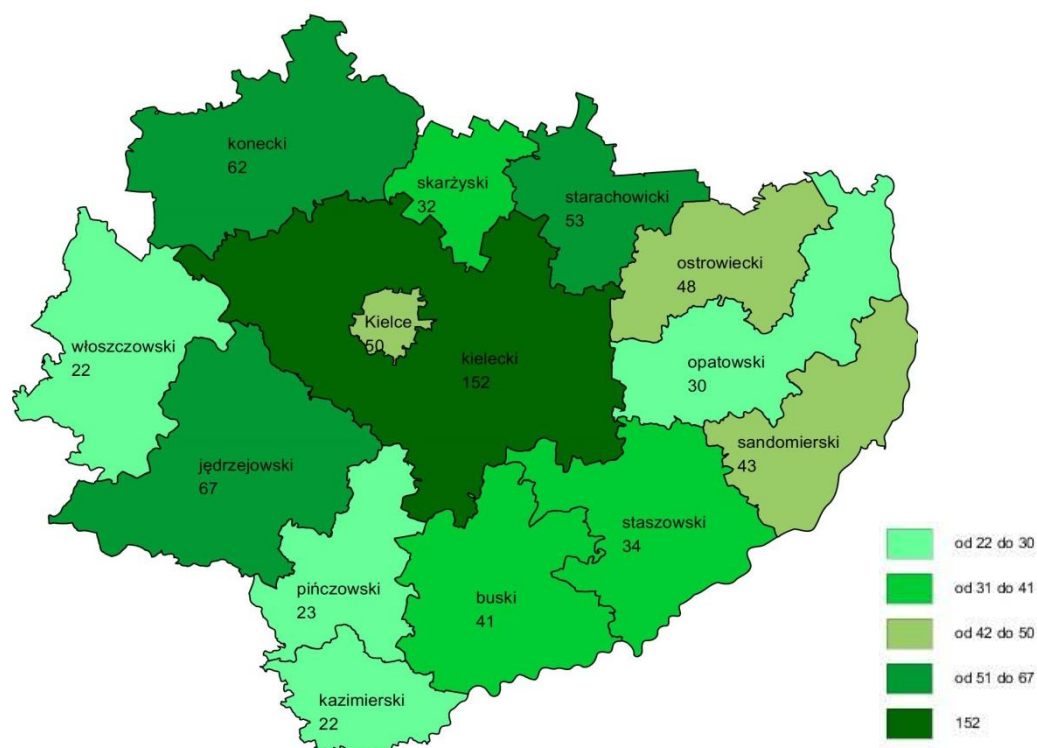 konecki
62
skarżyski
32
starachowicki
53
ostrowiecki
48
Kielce
50
włoszczowski
22
kielecki
152
opatowski
30
sandomierski
43
jędrzejowski
67
staszowski
34
pińczowski
23
buski
41
kazimierski
22
od 22 do 30
od 31 do 41
od 42 do 50
od 51 do 67
152